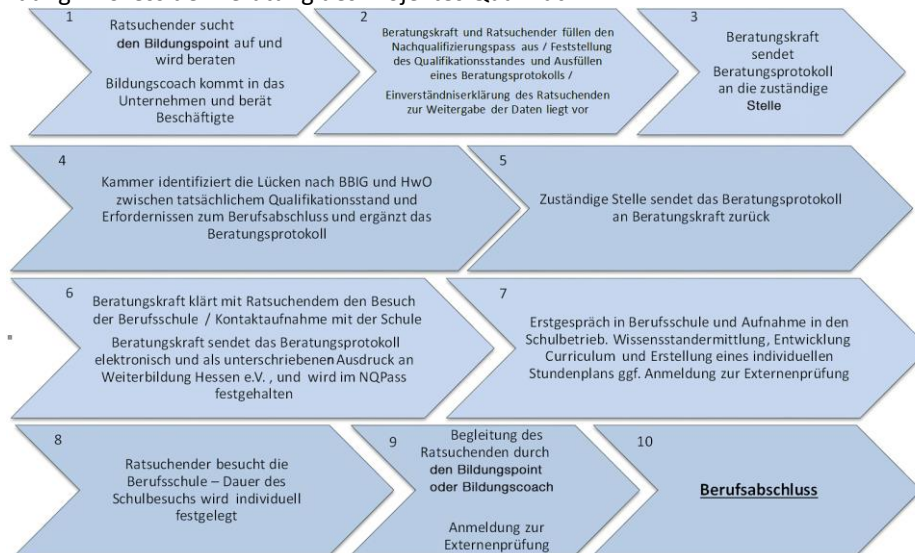 1
Ratsuchender sucht
den Bildungspoint auf und
wird beraten
Bildungscoach kommt in das
Unternehmen und berät
Beschäftigte
2
Beratungskraft und Ratsuchender füllen den
Nachqualifizierungspass aus / Feststellung
des Qualifikationsstandes und Ausfüllen
eines Beratungsprotokolls /
Einverständniserklärung des Ratsuchenden
zur Weitergabe der Daten liegt vor
3
Beratungskraft
sendet
Beratungsprotokoll
an die zuständige
Stelle
4
Kammer identifiziert die Lücken nach BBIG und HwO
zwischen tatsächlichem Qualifikationsstand und
Erfordernissen zum Berufsabschluss und ergänzt das
Beratungsprotokoll
5
Zuständige Stelle sendet das Beratungsprotokoll
an Beratungskraft zurück
6
Beratungskraft klärt mit Ratsuchendem den Besuch
der Berufsschule / Kontaktaufnahme mit der Schule
Beratungskraft sendet das Beratungsprotokoll
elektronisch und als unterschriebenen Ausdruck an
Weiterbildung Hessen e.V. , und wird im NQPass
festgehalten
7
Erstgespräch in Berufsschule und Aufnahme in den
Schulbetrieb. Wissensstandermittlung, Entwicklung
Curriculum und Erstellung eines individuellen
Stundenplans ggf. Anmeldung zur Externenprüfung
8
Ratsuchender besucht die
Berufsschule – Dauer des
Schulbesuchs wird individuell
festgelegt
9
Begleitung des
Ratsuchenden durch
den Bildungspoint
oder Bildungscoach
Anmeldung zur
Externenprüfung
10
Berufsabschluss